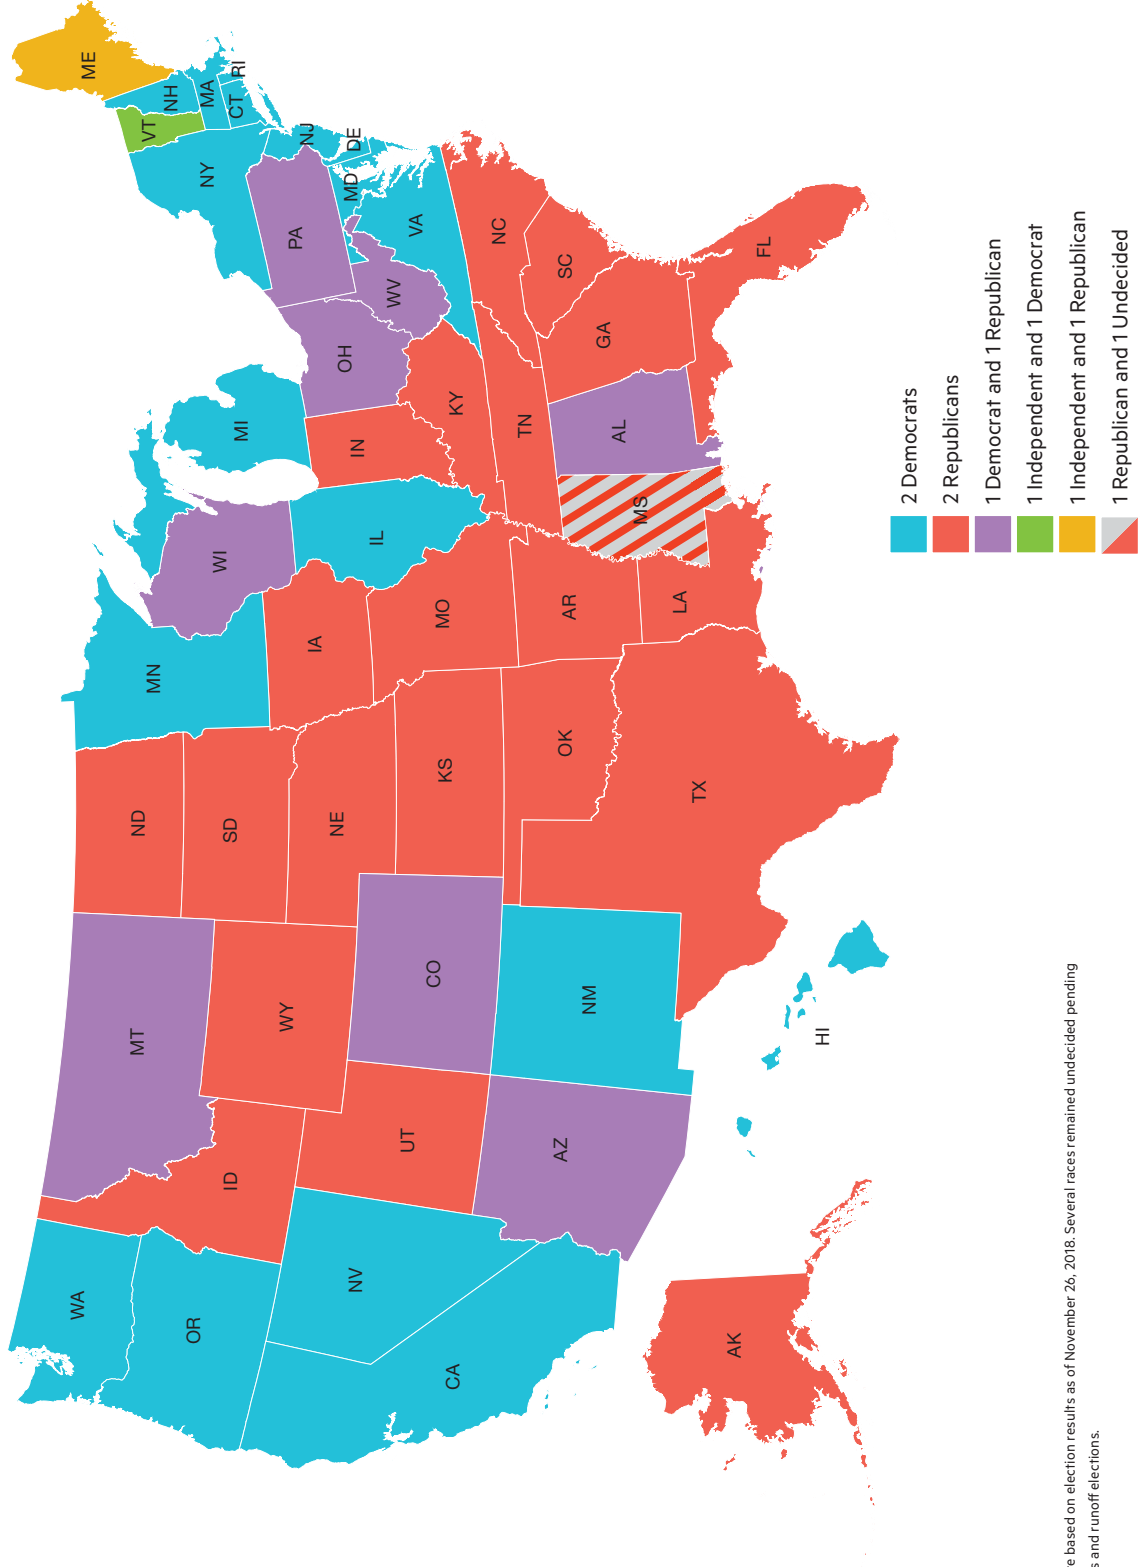 ME
VT
NH
MA
RI
CT
NY
NJ
DE
MD
PA
VA
WV
OH
MI
IN
KY
NC
SC
TN
GA
FL
AL
MS
WI
IL
MN
IA
MO
AR
LA
ND
SD
NE
KS
OK
TX
MT
WY
CO
NM
ID
UT
AZ
WA
OR
NV
CA
AK
HI
2 Democrats
2 Republicans
1 Democrat and 1 Republican
1 Independent and 1 Democrat
1 Independent and 1 Republican
1 Republican and 1 Undecided
based on election results as of November 26, 2018. Several races remained undecided pending
and runoff elections.